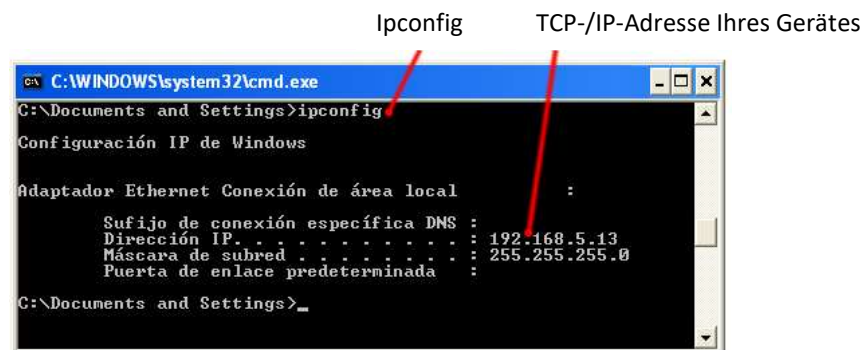 Ipconfig TCP-/IP-Adresse Ihres Gerätes
C:\WINDOWS\system32\cmd.exe
C:\Documents and Settings>ipconfig
Configuración IP de Windows
Adaptador Ethernet Conexión de área local :
Sufijo de conexión específica DNS :
Dirección IP. . . . . . . . . . . : 192.168.5.13
Máscara de subred . . . . . . . . : 255.255.255.0
Puerta de enlace predeterminada :
C:\Documents and Settings>_